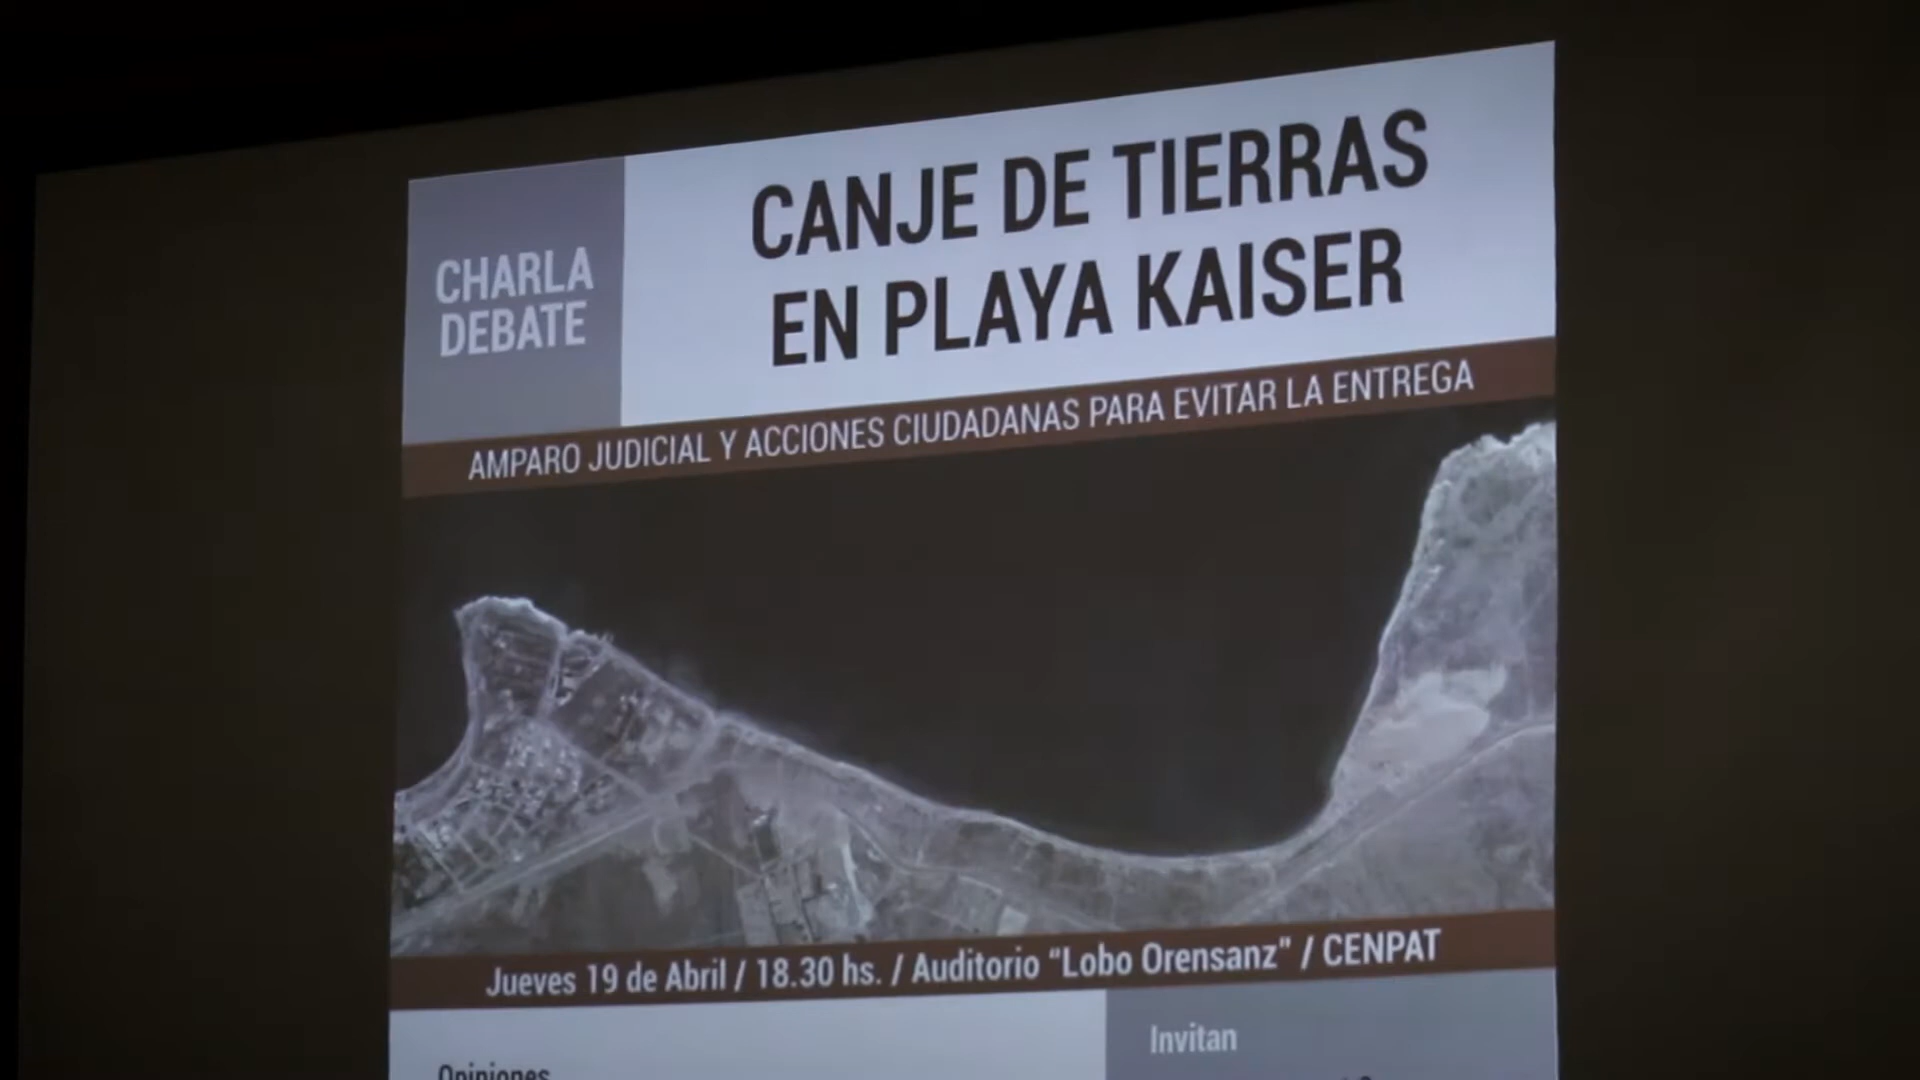 CHARLA
DEBATE
CANJE DE TIERRAS
EN PLAYA KAISER
AMPARO JUDICIAL Y ACCIONES CIUDADANAS PARA EVITAR LA ENTREGA
Jueves 19 de Abril / 18.30 hs. / Auditorio “Lobo Orensanz” / CENPAT
Opiniones
Invitan